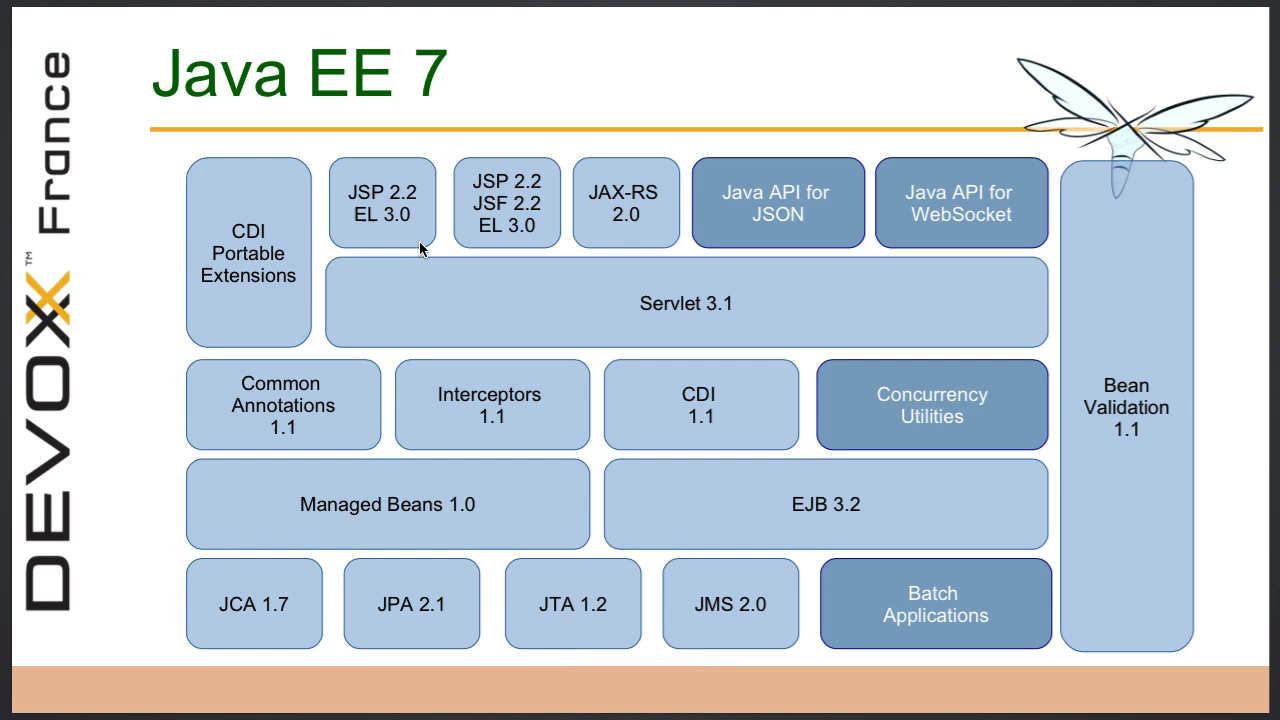 DEVOXX™ France
Java EE 7
CDI
Portable
Extensions
JSP 2.2
EL 3.0
JSP 2.2
JSF 2.2
EL 3.0
JAX-RS
2.0
Java API for
JSON
Java API for
WebSocket
Servlet 3.1
Common
Annotations
1.1
Interceptors
1.1
CDI
1.1
Concurrency
Utilities
Bean
Validation
1.1
Managed Beans 1.0
EJB 3.2
JCA 1.7
JPA 2.1
JTA 1.2
JMS 2.0
Batch
Applications